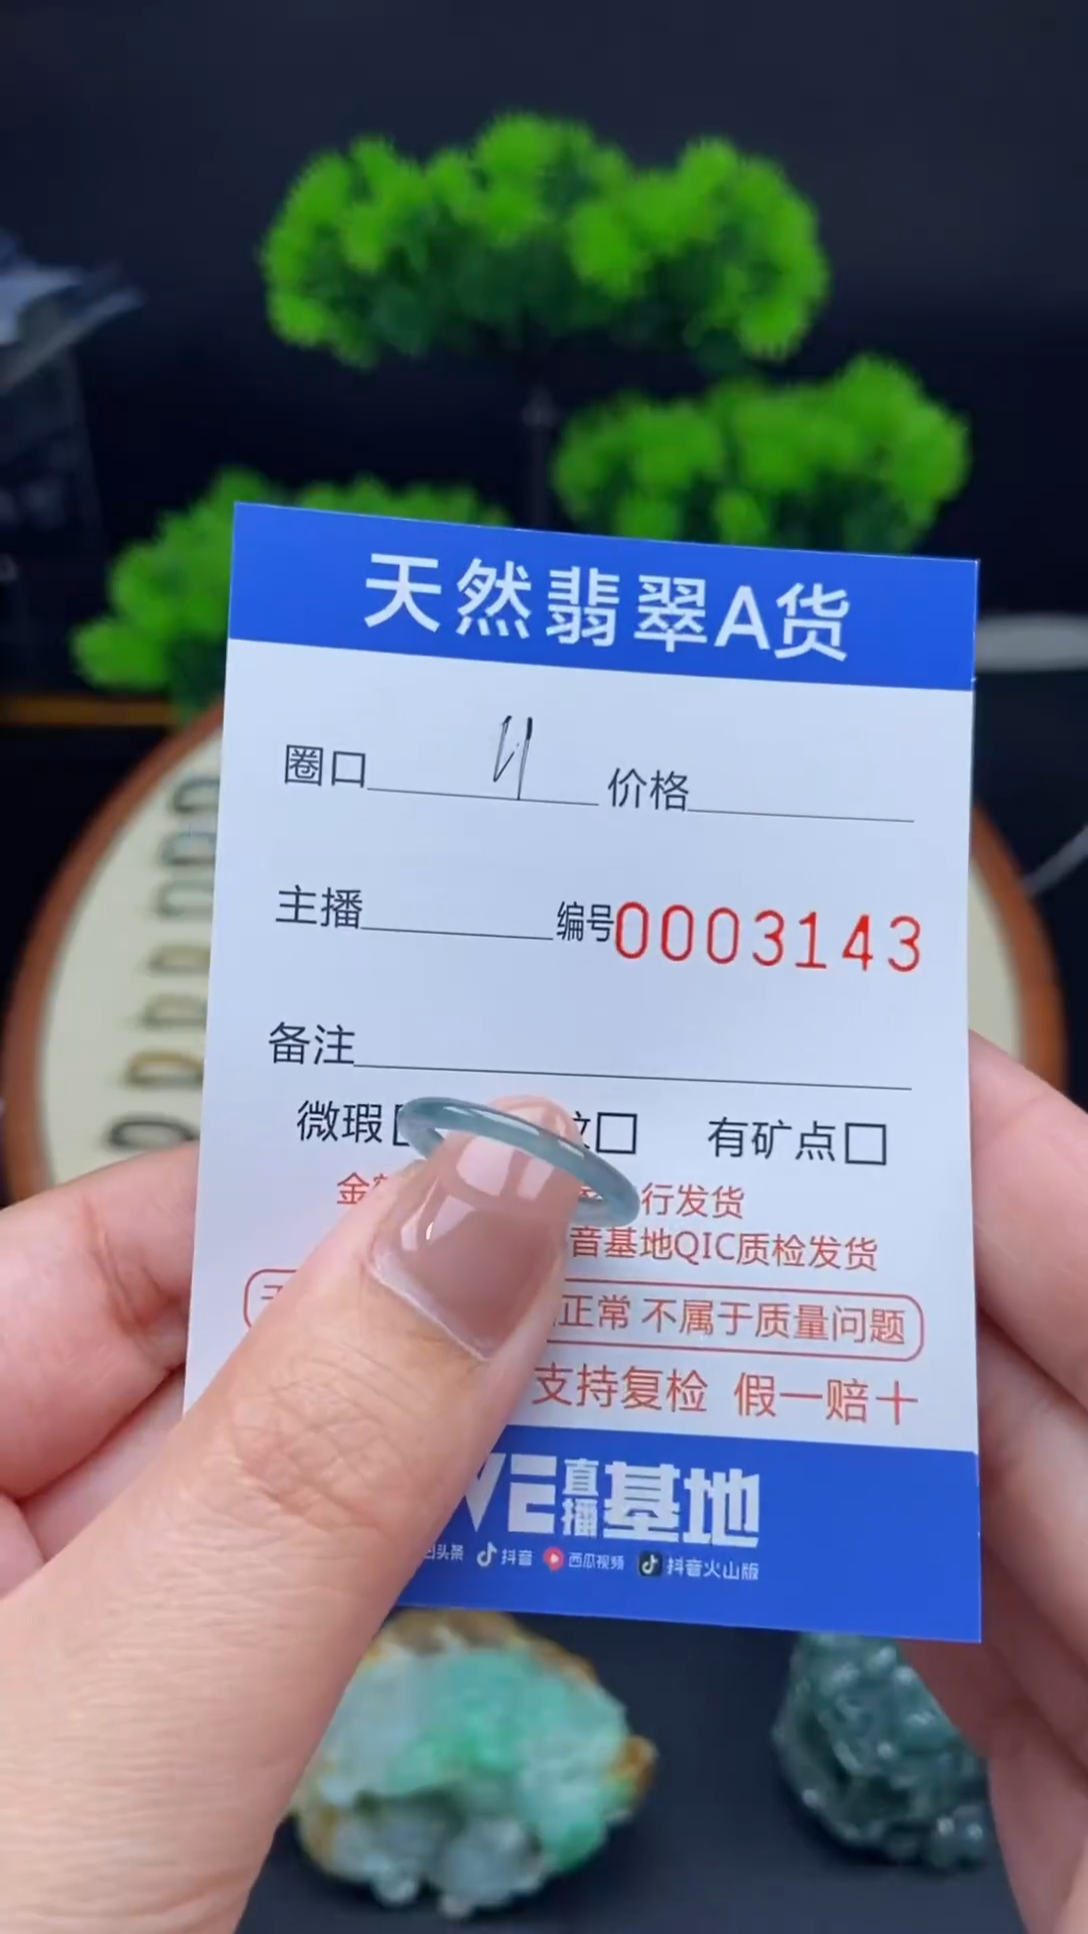 天然翡翠A货
圈口 价格
主播 编号0003143
备注
微瑕 有矿点
行发货
音基地QIC质检发货
正常 不属于质量问题
支持复检 假一赔十
直播基地
头条 抖音 西瓜视频 抖音火山版